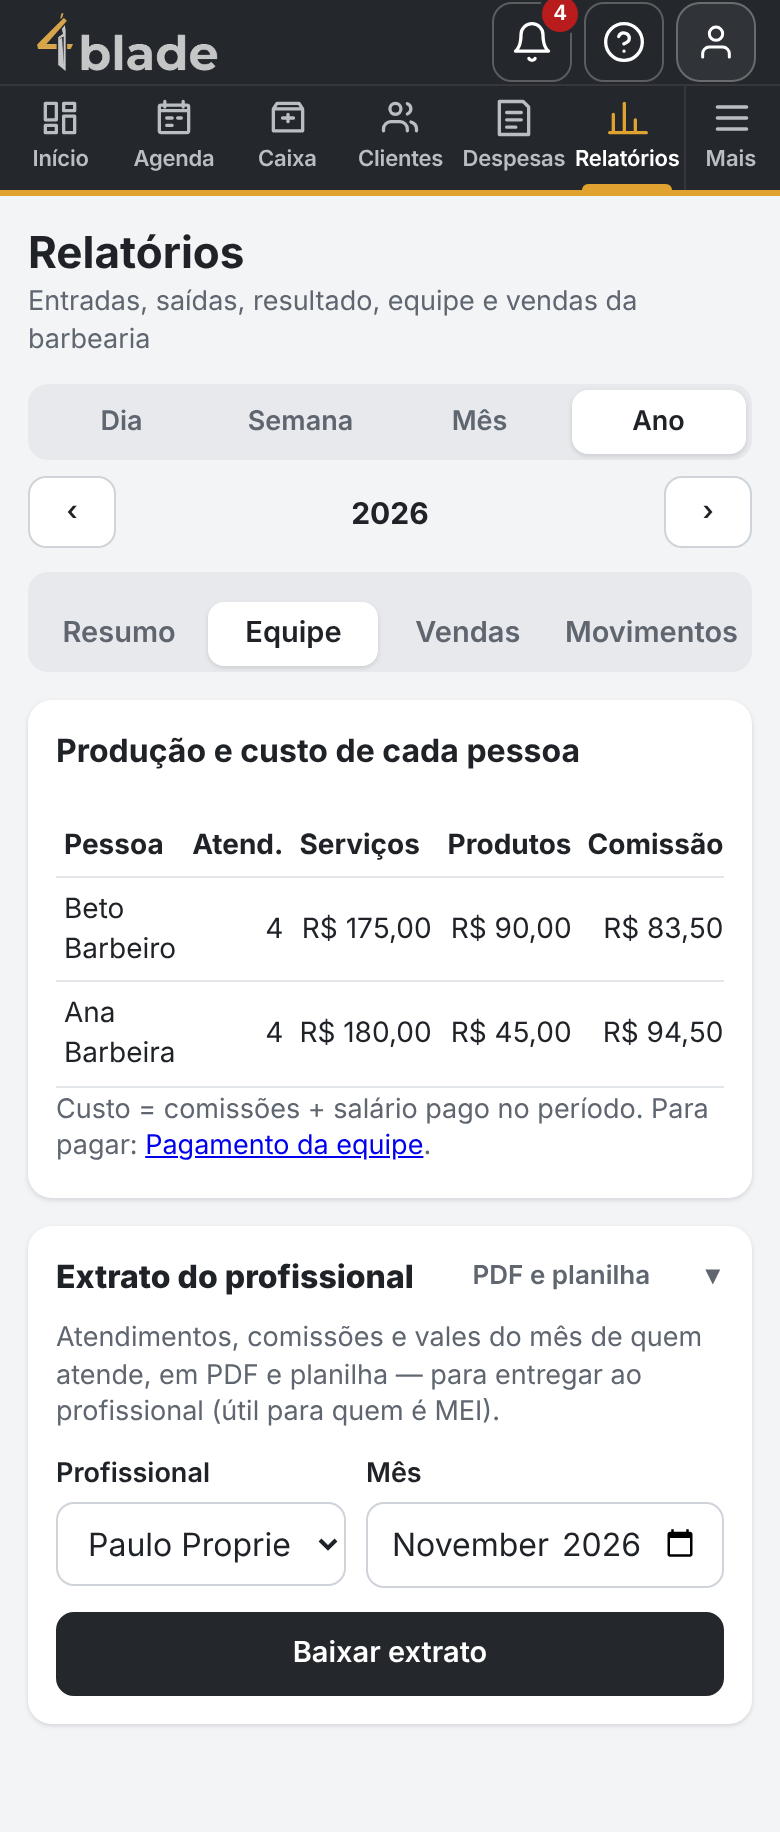 4blade
4
Início Agenda Caixa Clientes Despesas Relatórios Mais
Relatórios
Entradas, saídas, resultado, equipe e vendas da
barbearia
Dia Semana Mês Ano
‹ 2026 ›
Resumo Equipe Vendas Movimentos
Produção e custo de cada pessoa
Pessoa Atend. Serviços Produtos Comissão
Beto
Barbeiro 4 R$ 175,00 R$ 90,00 R$ 83,50
Ana
Barbeira 4 R$ 180,00 R$ 45,00 R$ 94,50
Custo = comissões + salário pago no período. Para
pagar: Pagamento da equipe.
Extrato do profissional PDF e planilha ▼
Atendimentos, comissões e vales do mês de quem
atende, em PDF e planilha — para entregar ao
profissional (útil para quem é MEI).
Profissional Mês
Paulo Proprie November 2026
Baixar extrato